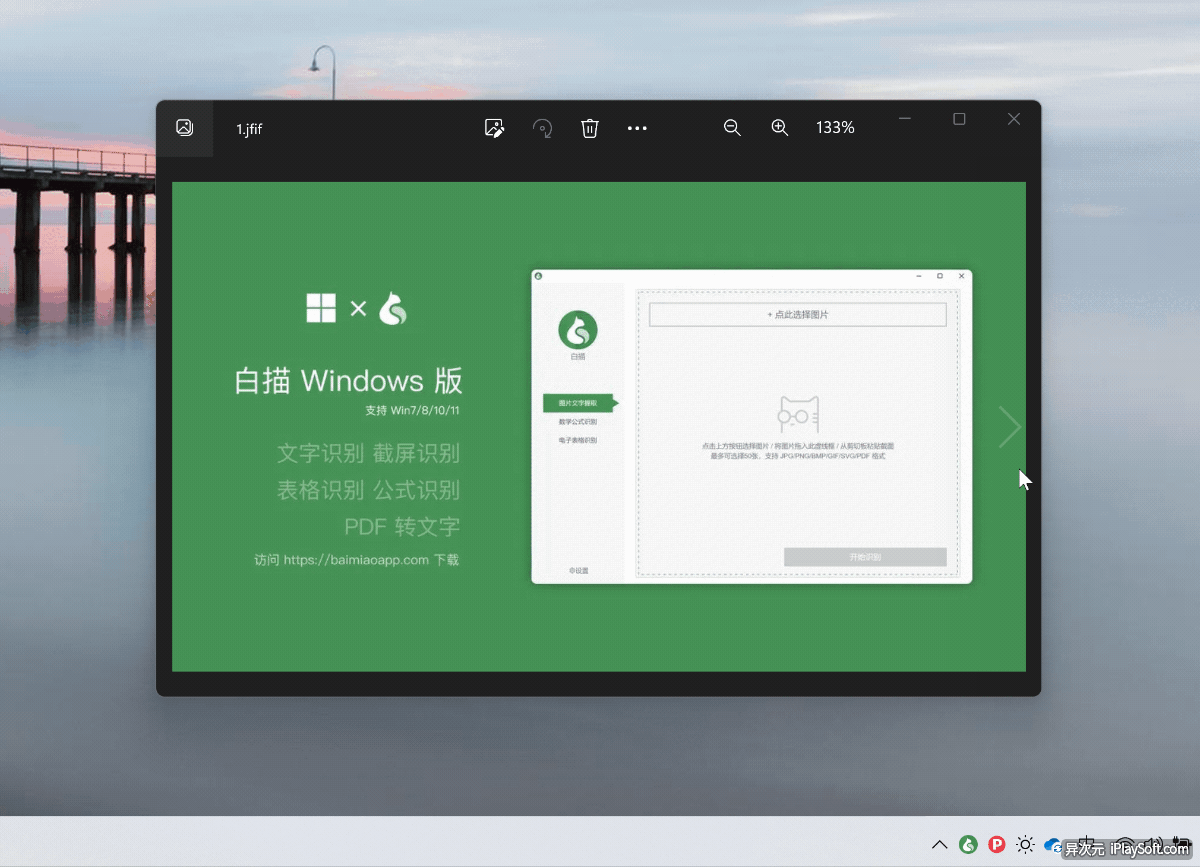 1.jfif
133%
白描 Windows 版
支持 Win7/8/10/11
文字识别 截屏识别
表格识别 公式识别
PDF 转文字
访问 https://baimiaoapp.com 下载
白描
图片文字提取
数学公式识别
电子表格识别
设置
+ 点此选择图片
点击上方按钮选择图片 / 将图片拖入此虚线框 / 从剪切板粘贴截图
最多可选择50张，支持 JPG/PNG/BMP/GIF/SVG/PDF 格式
开始识别
P
异次元 iPlaySoft.com